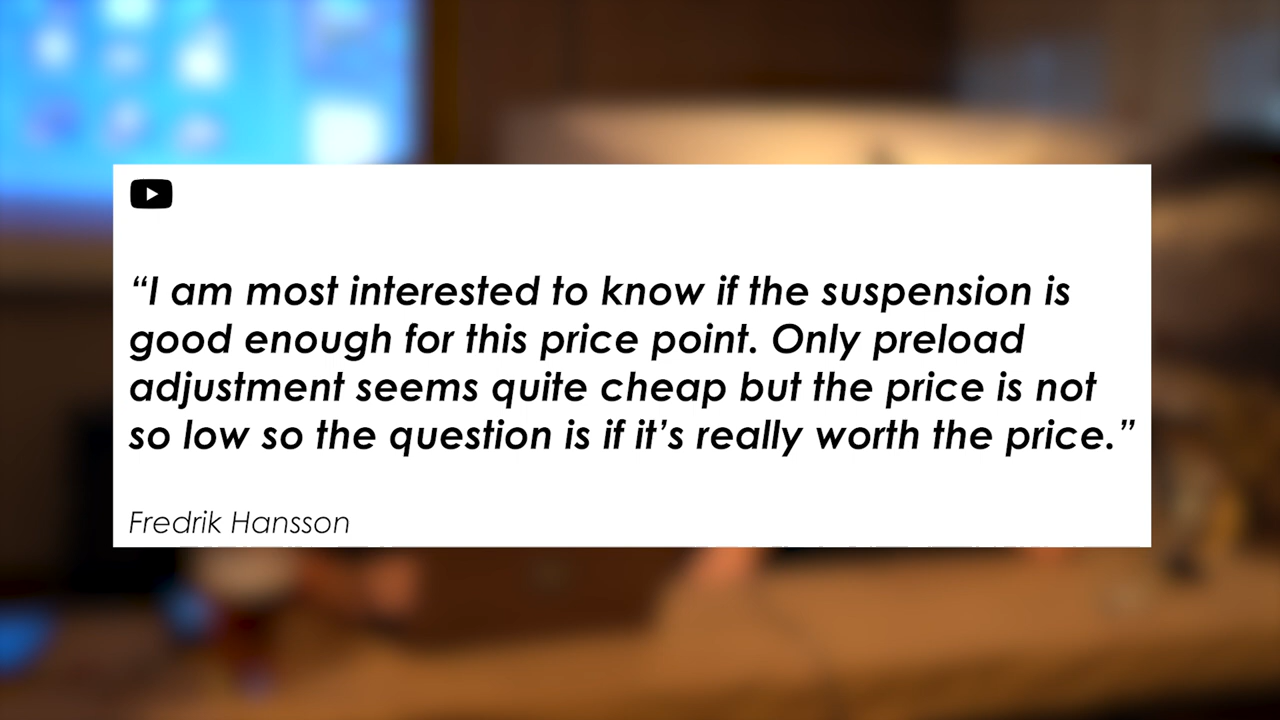 “I am most interested to know if the suspension is
good enough for this price point. Only preload
adjustment seems quite cheap but the price is not
so low so the question is if it’s really worth the price.”
Fredrik Hansson